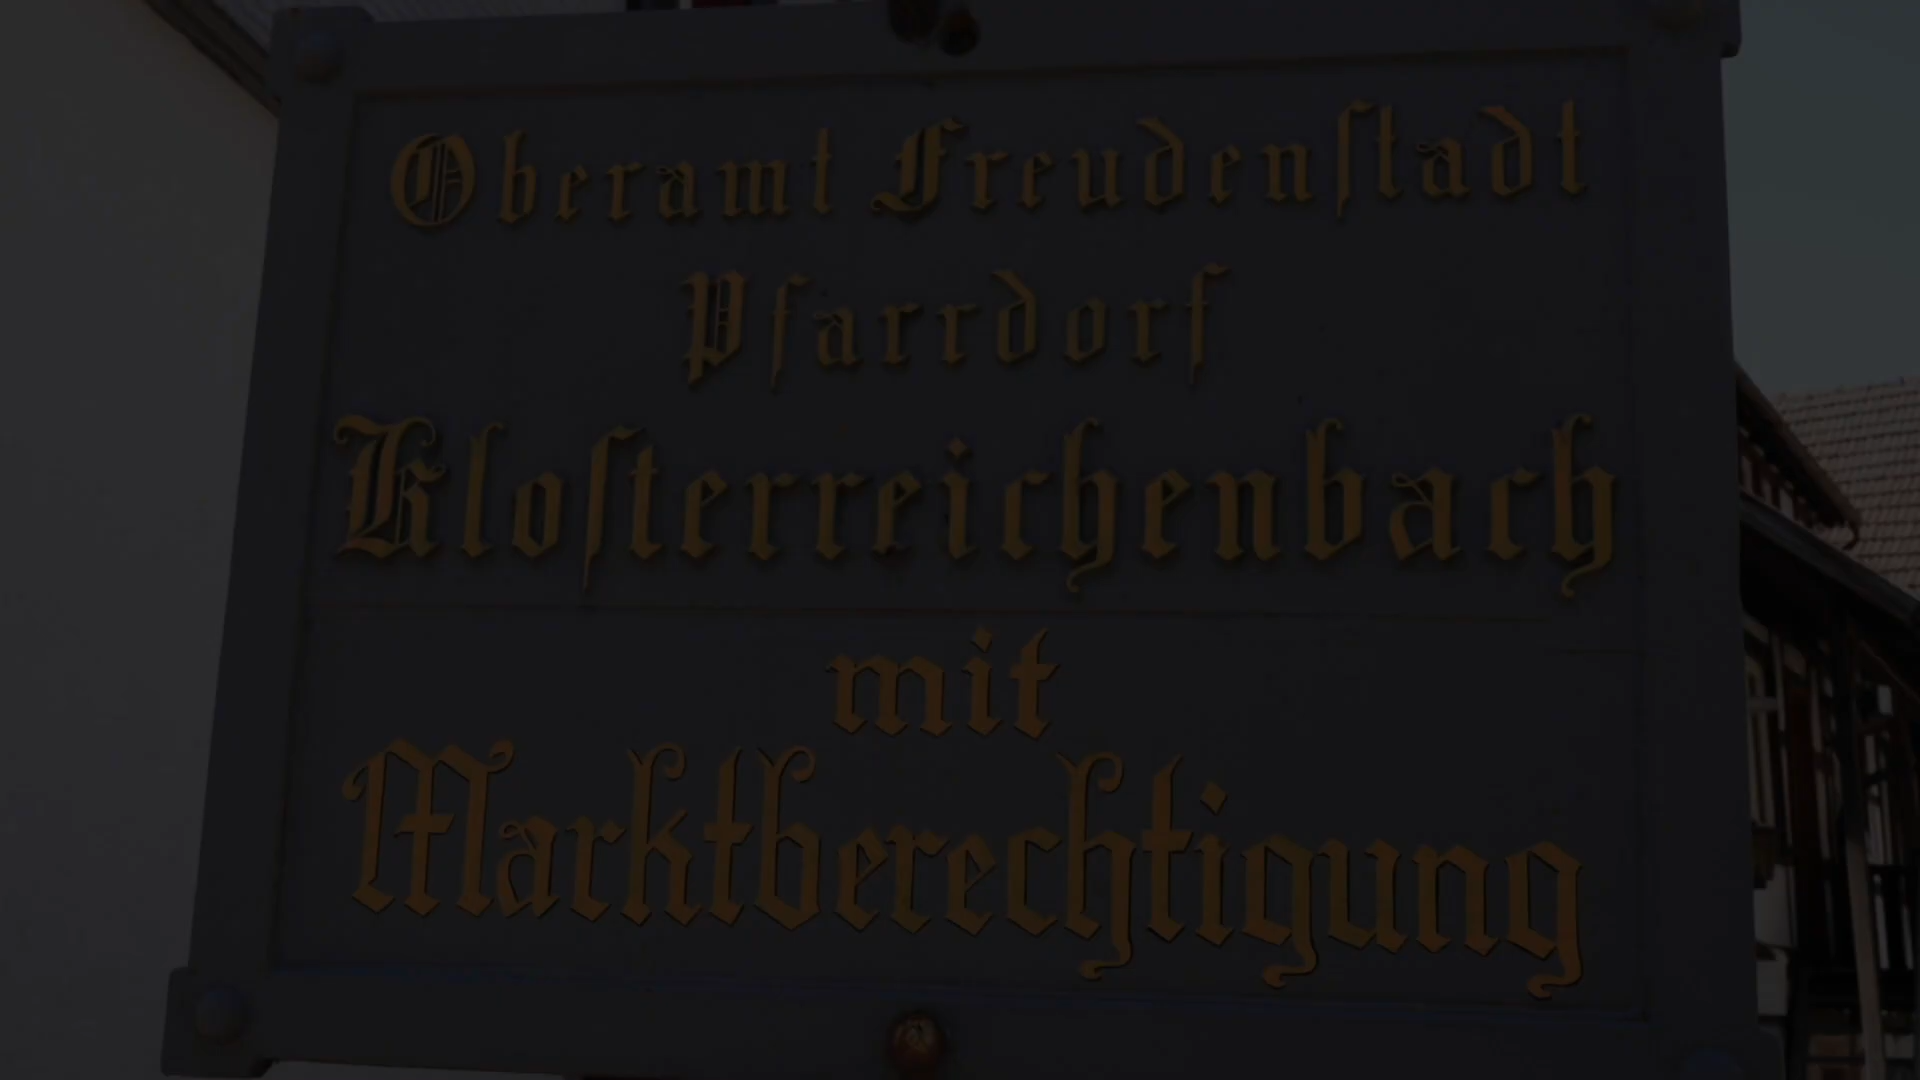 Oberamt Freudenſtadt
Pfarrdorf
Kloſterreichenbach
mit
Marktberechtigung